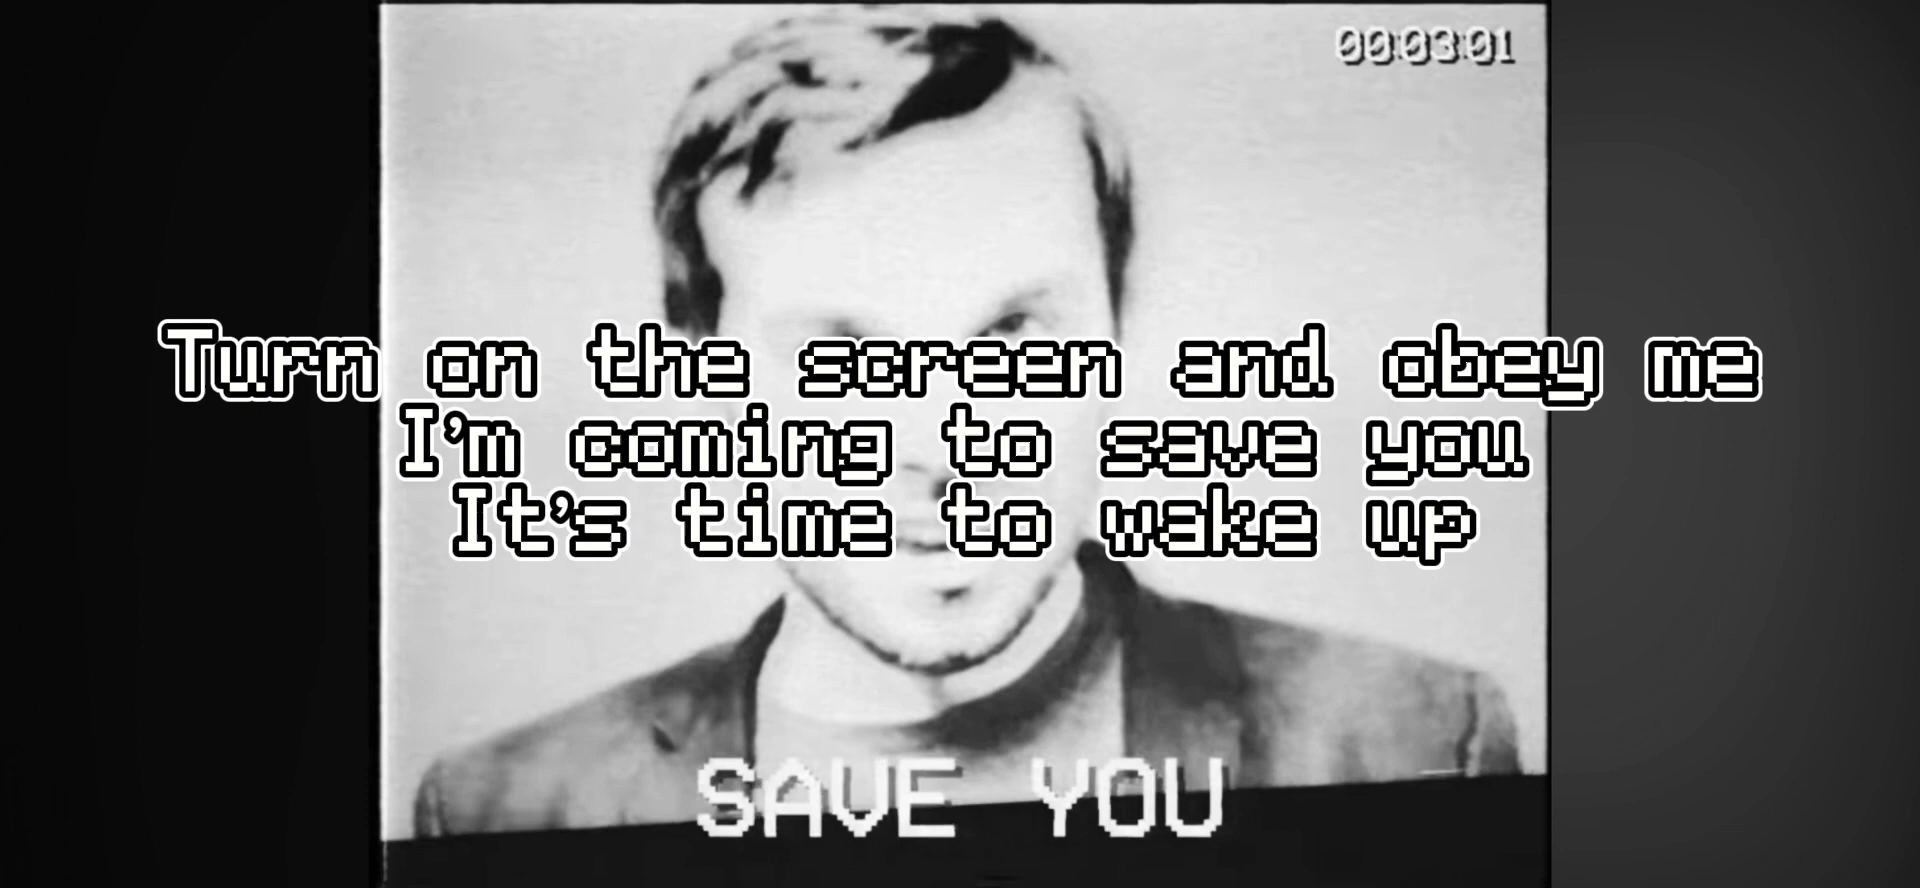 00:03:01
Turn on the screen and obey me
I'm coming to save you
It's time to wake up
SAVE YOU